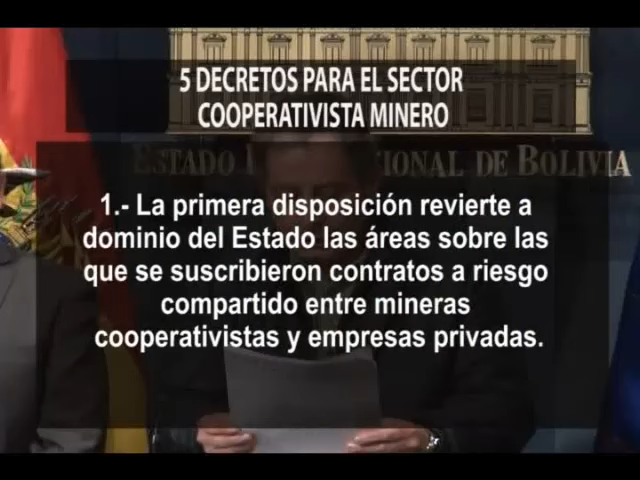 5 DECRETOS PARA EL SECTOR
COOPERATIVISTA MINERO
ESTADO
IONAL DE BOLIVIA
1.- La primera disposición revierte a
dominio del Estado las áreas sobre las
que se suscribieron contratos a riesgo
compartido entre mineras
cooperativistas y empresas privadas.